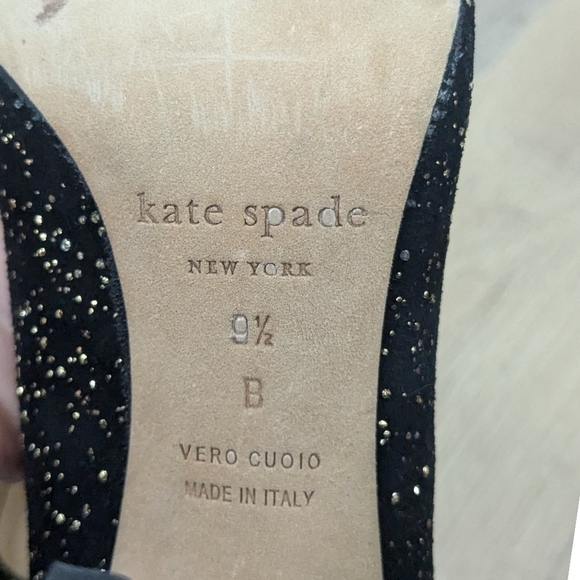 kate spade
NEW YORK
9½
B
VERO CUOIO
MADE IN ITALY